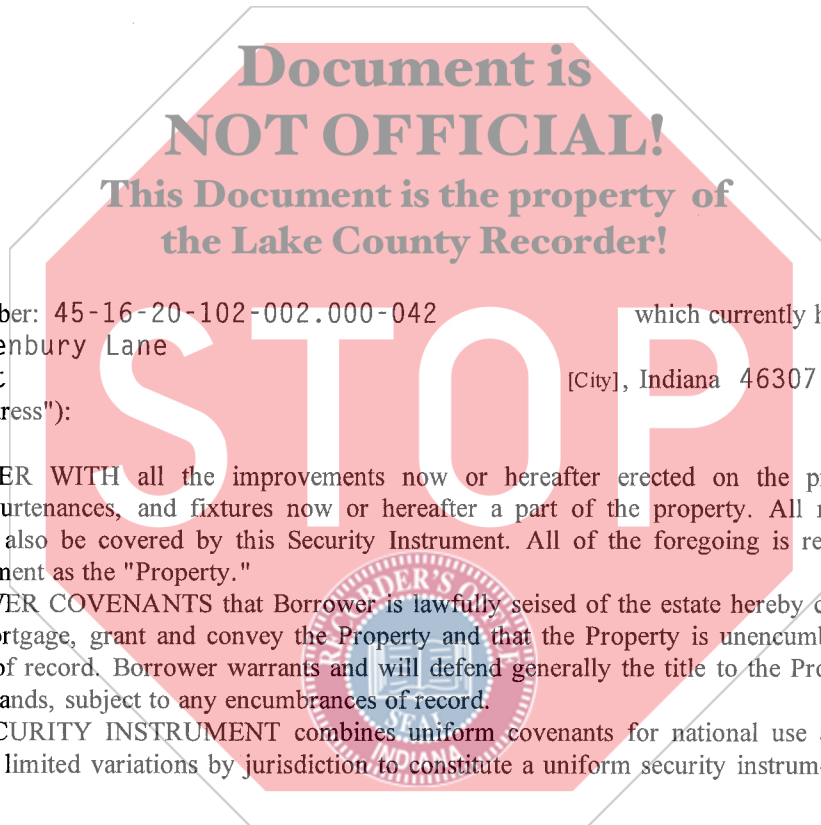 Document is
NOT OFFICIAL!
This Document is the property of
the Lake County Recorder!
ber: 45-16-20-102-002.000-042 which currently h
enbury Lane
[City], Indiana 46307
ress"):
STOP
ER WITH all the improvements now or hereafter erected on the p
urtenances, and fixtures now or hereafter a part of the property. All r
also be covered by this Security Instrument. All of the foregoing is re
ment as the "Property."
VER COVENANTS that Borrower is lawfully seised of the estate hereby c
ortgage, grant and convey the Property and that the Property is unencumb
of record. Borrower warrants and will defend generally the title to the Pro
ands, subject to any encumbrances of record.
CURITY INSTRUMENT combines uniform covenants for national use
limited variations by jurisdiction to constitute a uniform security instrum
RECORDER'S OFFICE
SEAL
INDIANA